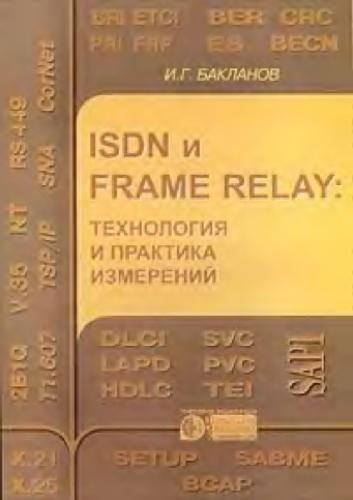 BRI ETCI BER CRC
PRI FRF ES BECN
И.Г. БАКЛАНОВ
ISDN и
FRAME RELAY:
ТЕХНОЛОГИЯ
И ПРАКТИКА
ИЗМЕРЕНИЙ
RS-449 CorNet
NT SNA
V.35 TSP/IP
2B1Q T1.607
X.21
X.25
DLCI SVC
LAPD PVC
HDLC TEI
SAPI
SETUP SABME
BCAP